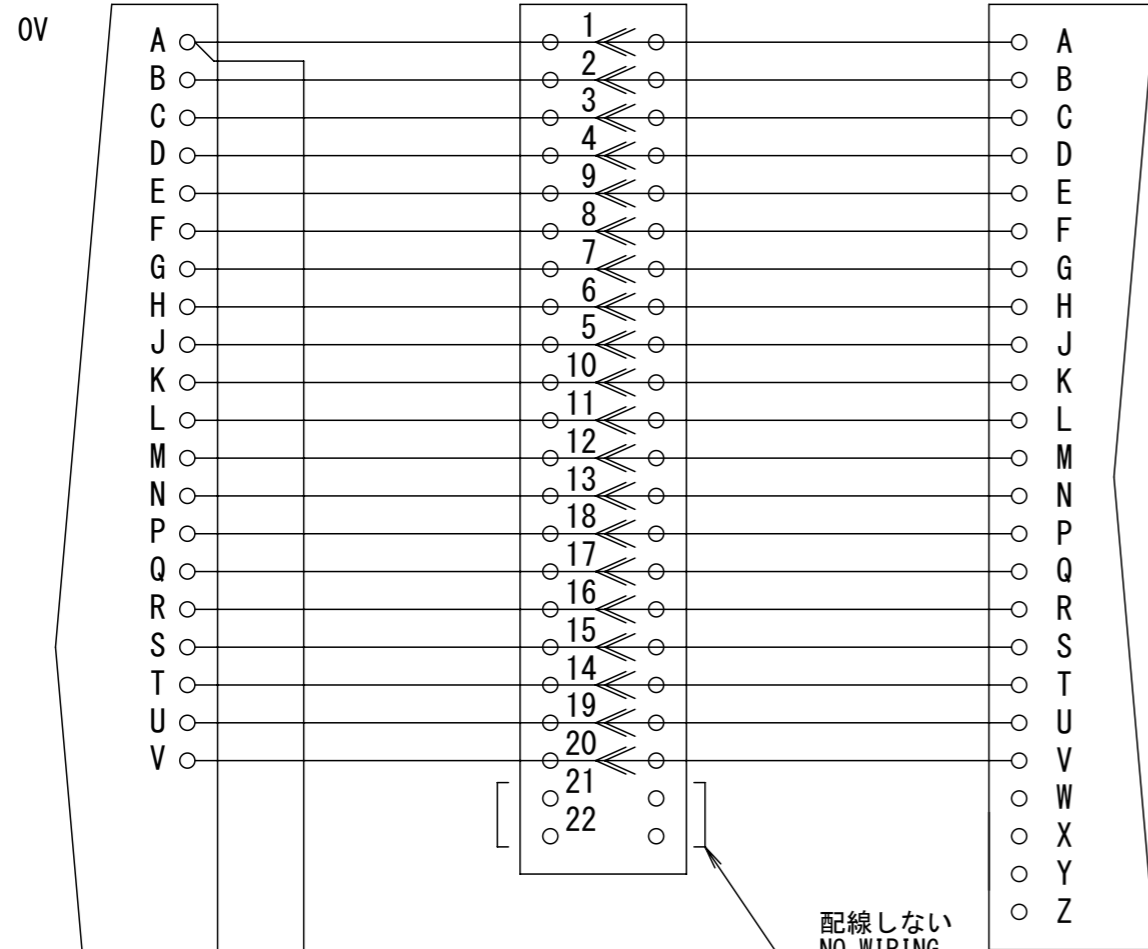 0V
A 1 A
B 2 B
C 3 C
D 4 D
E 9 E
F 8 F
G 7 G
H 6 H
J 5 J
K 10 K
L 11 L
M 12 M
N 13 N
P 18 P
Q 17 Q
R 16 R
S 15 S
T 14 T
U 19 U
V 20 V
21 W
22 X
Y
Z
配線しない
NO WIRING